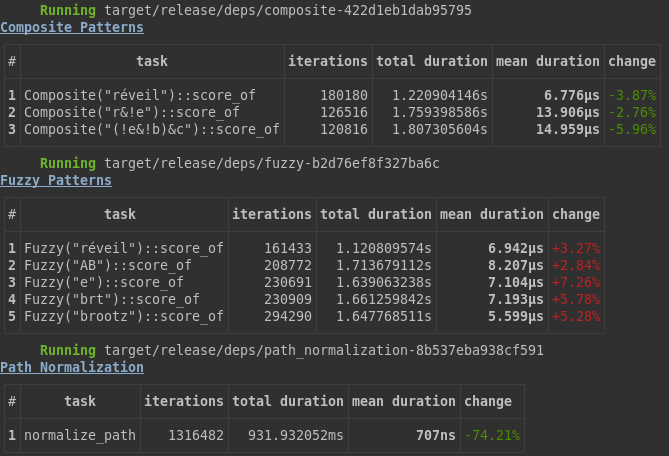 Running target/release/deps/composite-422d1eb1dab95795
Composite Patterns
# task iterations total duration mean duration change
1 Composite("réveil")::score_of 180180 1.220904146s 6.776µs -3.87%
2 Composite("r&!e")::score_of 126516 1.759398586s 13.906µs -2.76%
3 Composite("(!e&!b)&c")::score_of 120816 1.807305604s 14.959µs -5.96%
Running target/release/deps/fuzzy-b2d76ef8f327ba6c
Fuzzy Patterns
# task iterations total duration mean duration change
1 Fuzzy("réveil")::score_of 161433 1.120809574s 6.942µs +3.27%
2 Fuzzy("AB")::score_of 208772 1.713679112s 8.207µs +2.84%
3 Fuzzy("e")::score_of 230691 1.639063238s 7.104µs +7.26%
4 Fuzzy("brt")::score_of 230909 1.661259842s 7.193µs +5.78%
5 Fuzzy("brootz")::score_of 294290 1.647768511s 5.599µs +5.28%
Running target/release/deps/path_normalization-8b537eba938cf591
Path Normalization
# task iterations total duration mean duration change
1 normalize_path 1316482 931.932052ms 707ns -74.21%